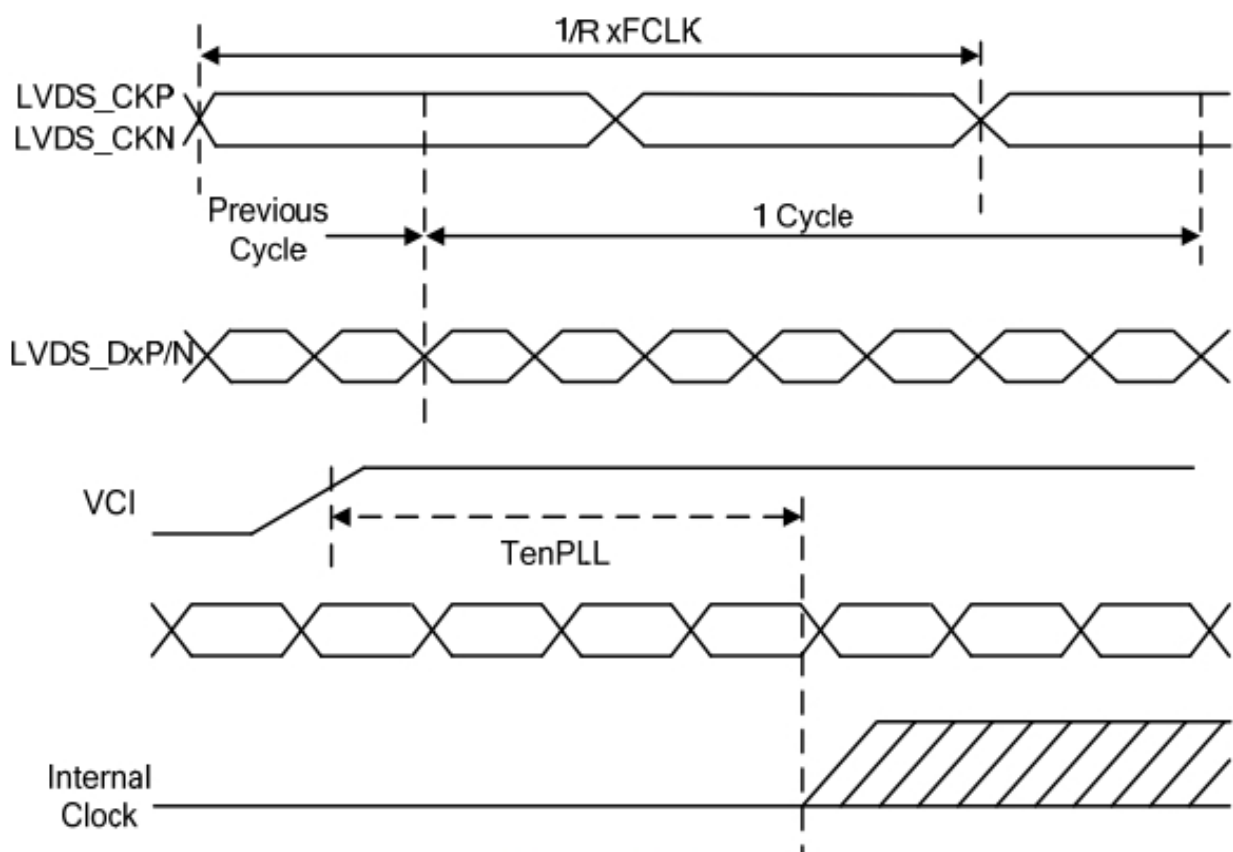 1/R xFCLK
LVDS_CKP
LVDS_CKN
Previous
Cycle
1 Cycle
LVDS_DxP/N
VCI
TenPLL
Internal
Clock